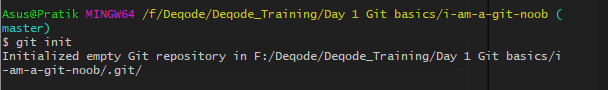 Asus@Pratik MINGW64 /f/Deqode/Deqode_Training/Day 1 Git basics/i-am-a-git-noob (
master)
$ git init
Initialized empty Git repository in F:/Deqode/Deqode_Training/Day 1 Git basics/i
-am-a-git-noob/.git/